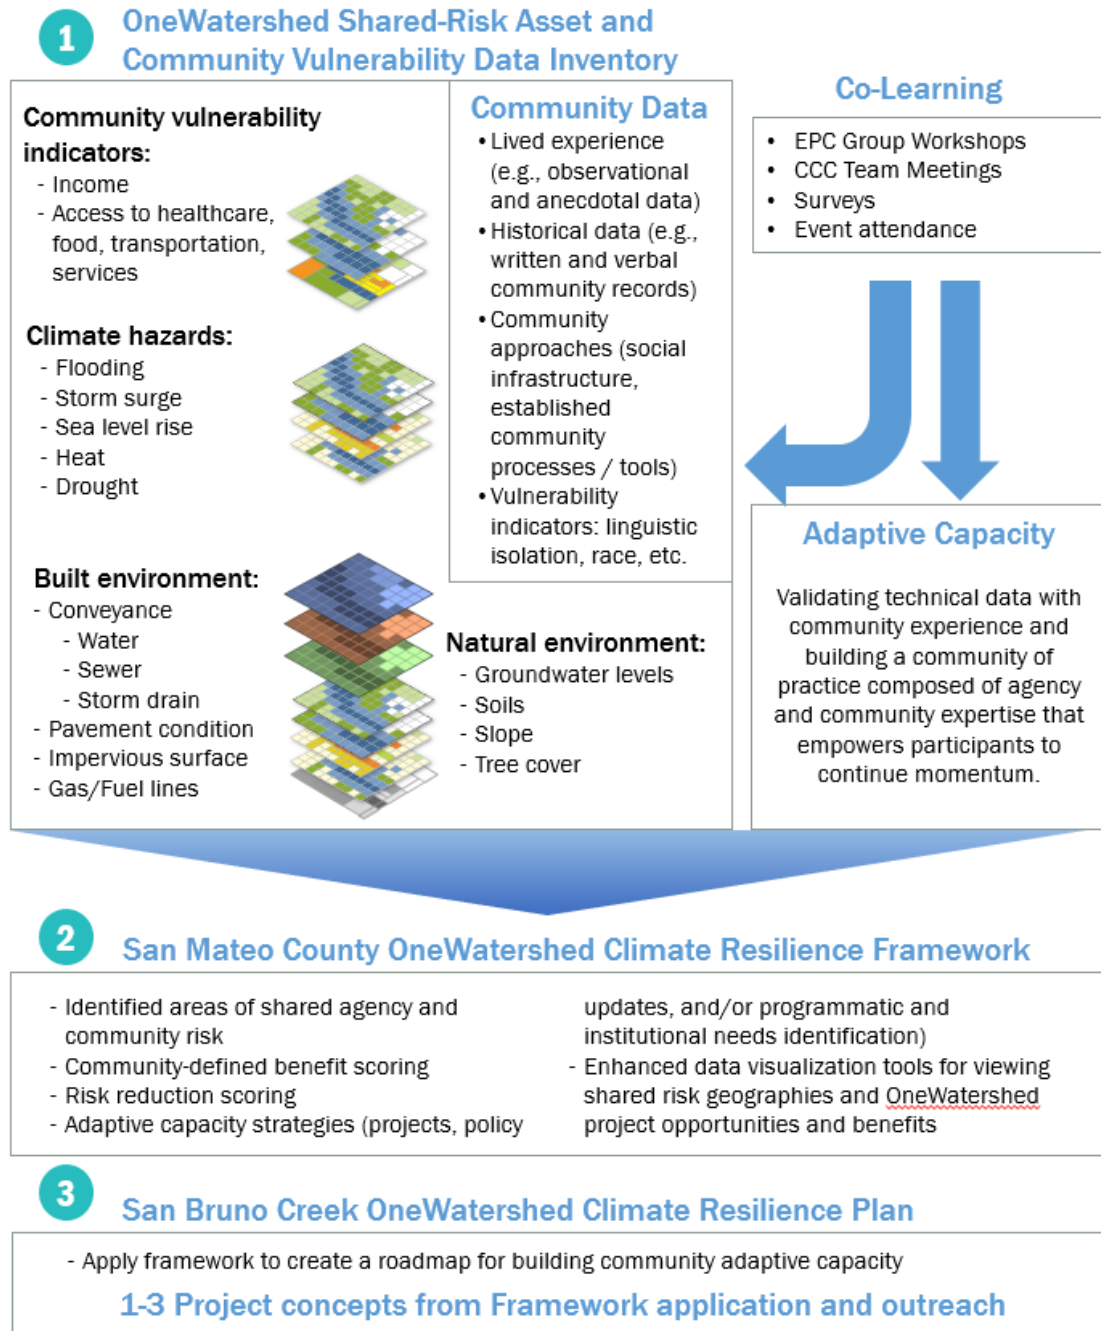 1
OneWatershed Shared-Risk Asset and
Community Vulnerability Data Inventory
Community vulnerability
indicators:
- Income
- Access to healthcare,
food, transportation,
services
Climate hazards:
- Flooding
- Storm surge
- Sea level rise
- Heat
- Drought
Built environment:
- Conveyance
- Water
- Sewer
- Storm drain
- Pavement condition
- Impervious surface
- Gas/Fuel lines
Community Data
• Lived experience
(e.g., observational
and anecdotal data)
• Historical data (e.g.,
written and verbal
community records)
• Community
approaches (social
infrastructure,
established
community
processes / tools)
• Vulnerability
indicators: linguistic
isolation, race, etc.
Natural environment:
- Groundwater levels
- Soils
- Slope
- Tree cover
Co-Learning
• EPC Group Workshops
• CCC Team Meetings
• Surveys
• Event attendance
Adaptive Capacity
Validating technical data with
community experience and
building a community of
practice composed of agency
and community expertise that
empowers participants to
continue momentum.
2
San Mateo County OneWatershed Climate Resilience Framework
- Identified areas of shared agency and
community risk
- Community-defined benefit scoring
- Risk reduction scoring
- Adaptive capacity strategies (projects, policy
updates, and/or programmatic and
institutional needs identification)
- Enhanced data visualization tools for viewing
shared risk geographies and OneWatershed
project opportunities and benefits
3
San Bruno Creek OneWatershed Climate Resilience Plan
- Apply framework to create a roadmap for building community adaptive capacity
1-3 Project concepts from Framework application and outreach